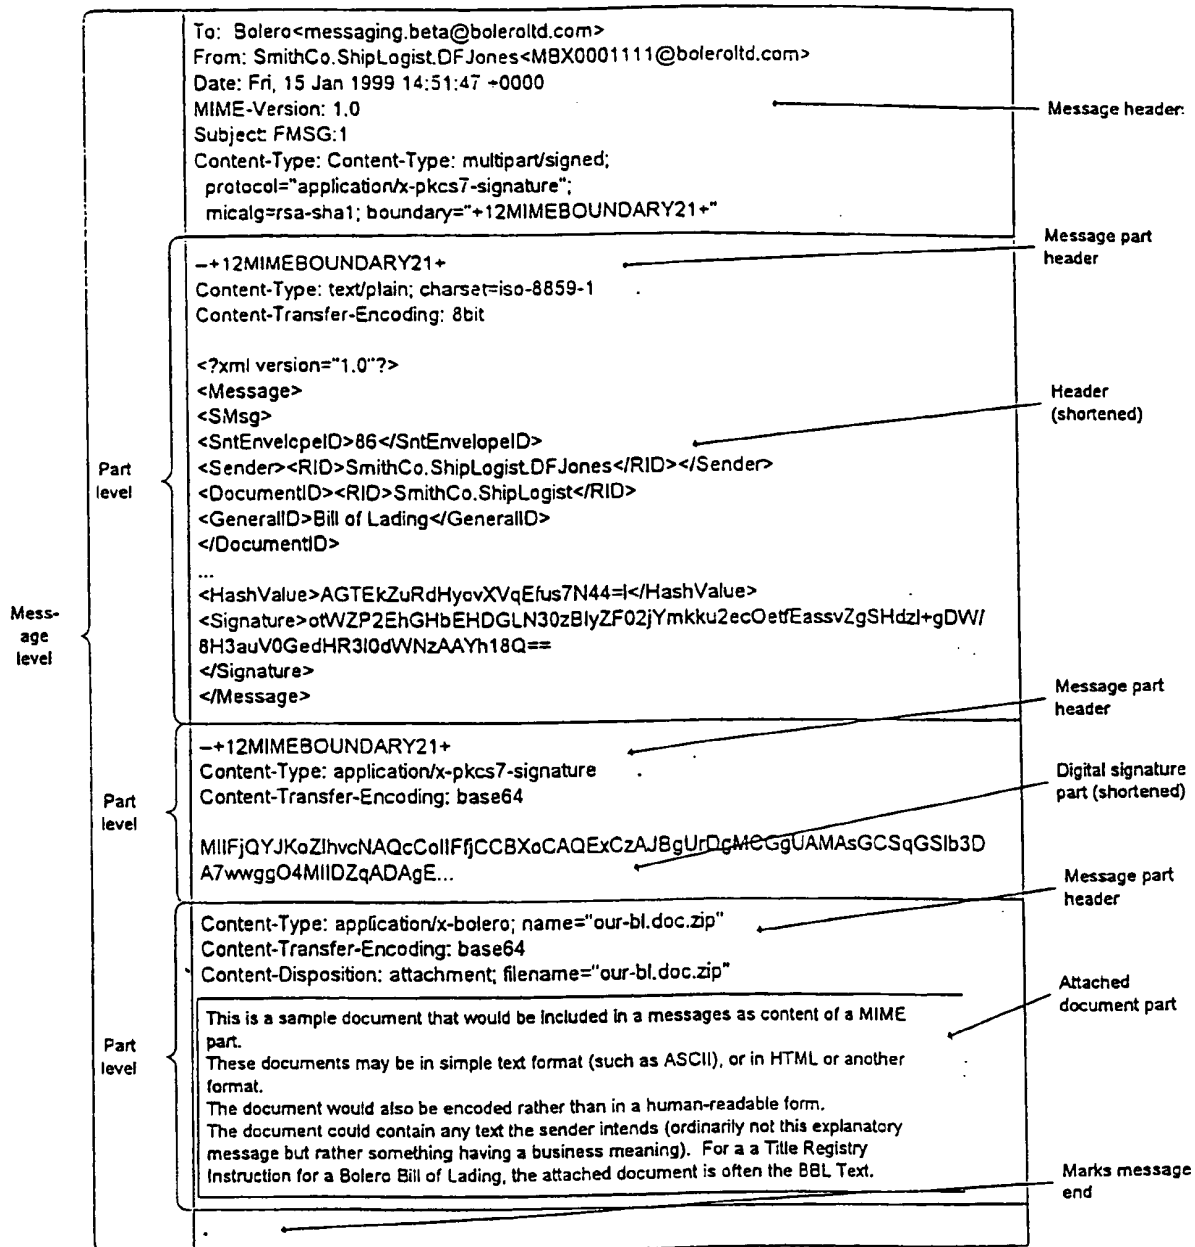 To: Bolero<messaging.beta@boleroltd.com>
From: SmithCo.ShipLogist.DFJones<MBX0001111@boleroltd.com>
Date: Fri, 15 Jan 1999 14:51:47 +0000
MIME-Version: 1.0
Message header:
Subject: FMSG:1
Content-Type: Content-Type: multipart/signed;
protocol="application/x-pkcs7-signature";
micalg=rsa-sha1; boundary="+12MIMEBOUNDARY21+"
Message part
header
–+12MIMEBOUNDARY21+
Content-Type: text/plain; charset=iso-8859-1
Content-Transfer-Encoding: 8bit
<?xml version="1.0"?>
<Message>
<SMsg>
Header
(shortened)
<SntEnvelopeID>86</SntEnvelopeID>
<Sender><RID>SmithCo.ShipLogist.DFJones</RID></Sender>
Part
level
<DocumentID><RID>SmithCo.ShipLogist</RID>
<GeneralID>Bill of Lading</GeneralID>
</DocumentID>
...
<HashValue>AGTEkZuRdHyovXVqEfus7N44=I</HashValue>
<Signature>otWZP2EhGHbEHDGLN30zBIyZF02jYmkku2ecOetfEassvZgSHdzI+gDW/
8H3auV0GedHR3I0dWNzAAYh18Q==
Mess-
age
level
</Signature>
</Message>
Message part
header
–+12MIMEBOUNDARY21+
Content-Type: application/x-pkcs7-signature
Content-Transfer-Encoding: base64
Digital signature
part (shortened)
Part
level
MIIFjQYJKoZIhvcNAQcCoIIFfjCCBXoCAQExCzAJBgUrDgMCGgUAMAsGCSqGSIb3D
A7wwggO4MIIDZqADAgE...
Message part
header
Content-Type: application/x-bolero; name="our-bl.doc.zip"
Content-Transfer-Encoding: base64
Content-Disposition: attachment; filename="our-bl.doc.zip"
Attached
document part
This is a sample document that would be included in a messages as content of a MIME
part.
Part
level
These documents may be in simple text format (such as ASCII), or in HTML or another
format.
The document would also be encoded rather than in a human-readable form.
The document could contain any text the sender intends (ordinarily not this explanatory
message but rather something having a business meaning). For a a Title Registry
Instruction for a Bolero Bill of Lading, the attached document is often the BBL Text.
Marks message
end
.